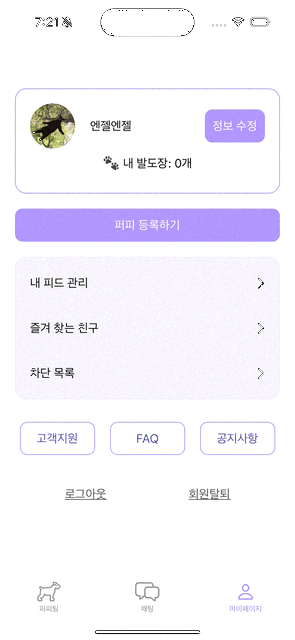 7:21
엔젤엔젤
정보 수정
내 발도장: 0개
퍼피 등록하기
내 피드 관리
즐겨 찾는 친구
차단 목록
고객지원
FAQ
공지사항
로그아웃
회원탈퇴
퍼피팅
채팅
마이페이지